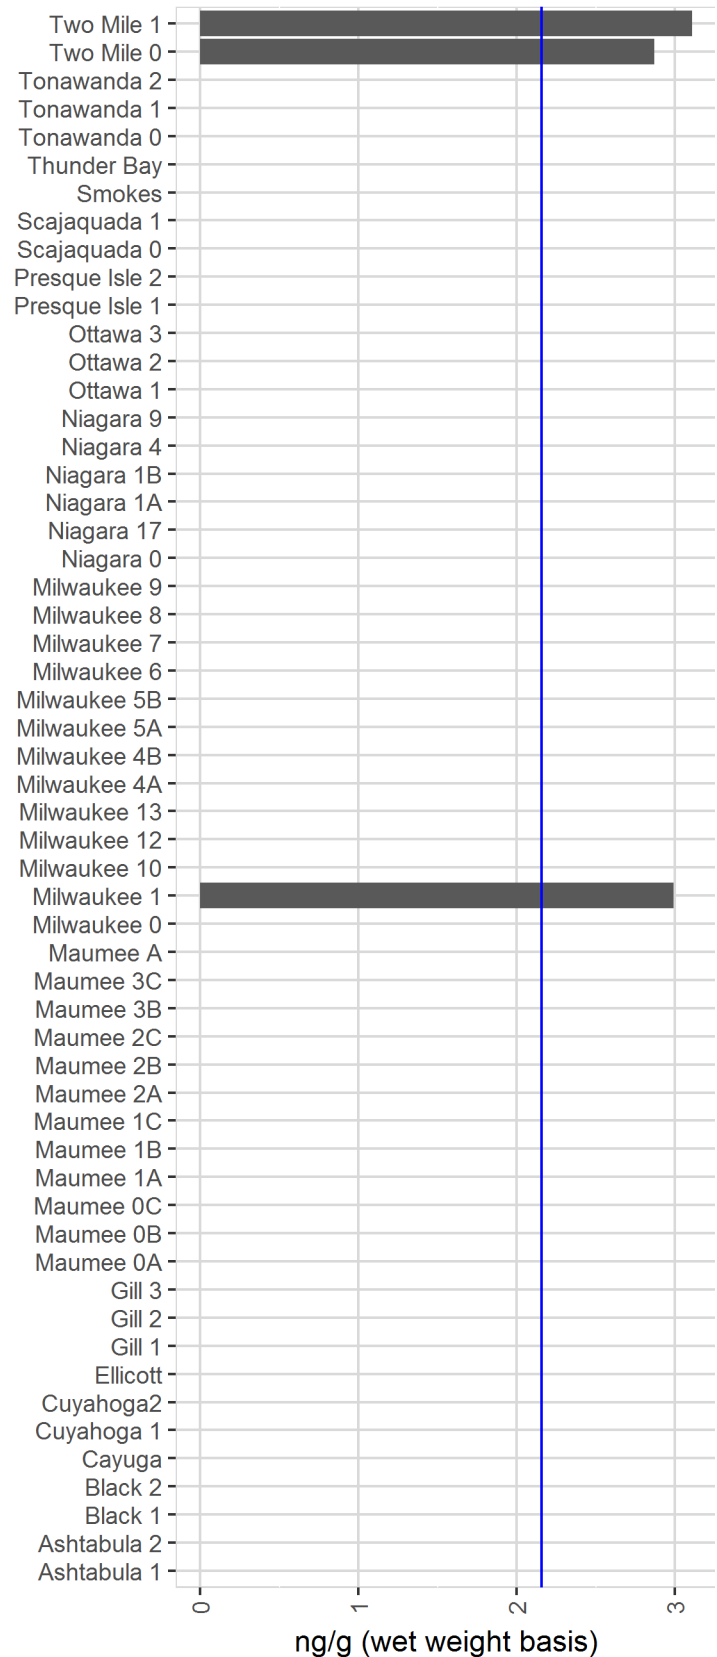 Two Mile 1
Two Mile 0
Tonawanda 2
Tonawanda 1
Tonawanda 0
Thunder Bay
Smokes
Scajaquada 1
Scajaquada 0
Presque Isle 2
Presque Isle 1
Ottawa 3
Ottawa 2
Ottawa 1
Niagara 9
Niagara 4
Niagara 1B
Niagara 1A
Niagara 17
Niagara 0
Milwaukee 9
Milwaukee 8
Milwaukee 7
Milwaukee 6
Milwaukee 5B
Milwaukee 5A
Milwaukee 4B
Milwaukee 4A
Milwaukee 13
Milwaukee 12
Milwaukee 10
Milwaukee 1
Milwaukee 0
Maumee A
Maumee 3C
Maumee 3B
Maumee 2C
Maumee 2B
Maumee 2A
Maumee 1C
Maumee 1B
Maumee 1A
Maumee 0C
Maumee 0B
Maumee 0A
Gill 3
Gill 2
Gill 1
Ellicott
Cuyahoga2
Cuyahoga 1
Cayuga
Black 2
Black 1
Ashtabula 2
Ashtabula 1
0 1 2 3
ng/g (wet weight basis)